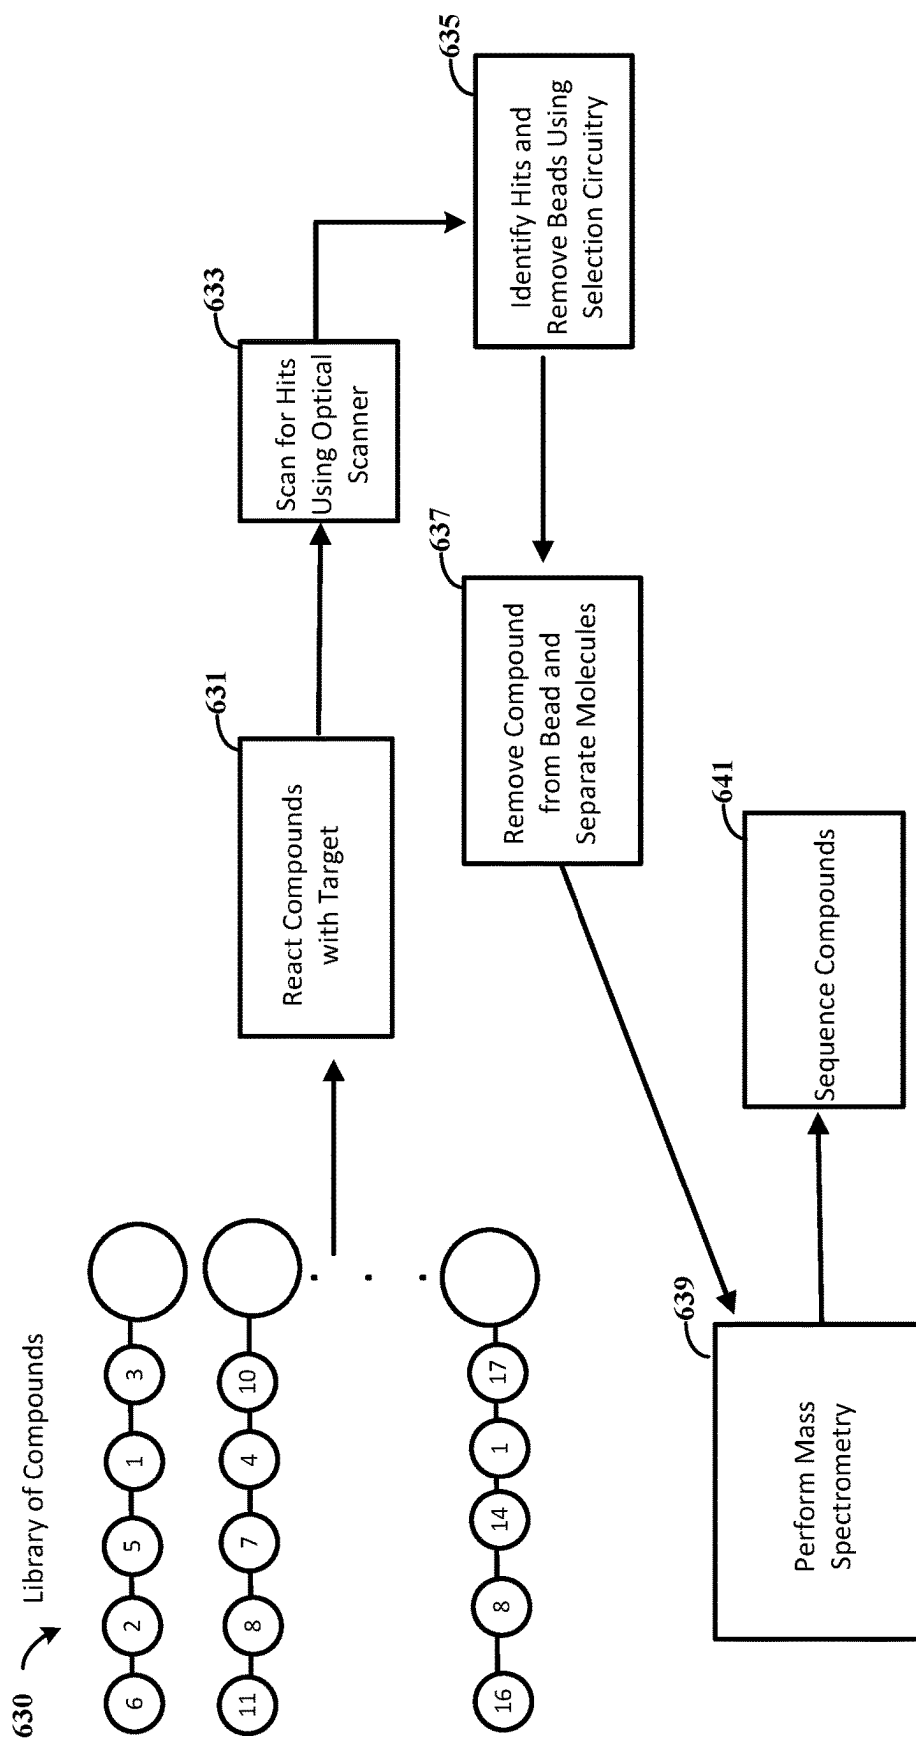 630
Library of Compounds
6
2
5
1
3
11
8
7
4
10
16
8
14
1
17
631
React Compounds
with Target
633
Scan for Hits
Using Optical
Scanner
635
Identify Hits and
Remove Beads Using
Selection Circuitry
637
Remove Compound
from Bead and
Separate Molecules
639
Perform Mass
Spectrometry
641
Sequence Compounds